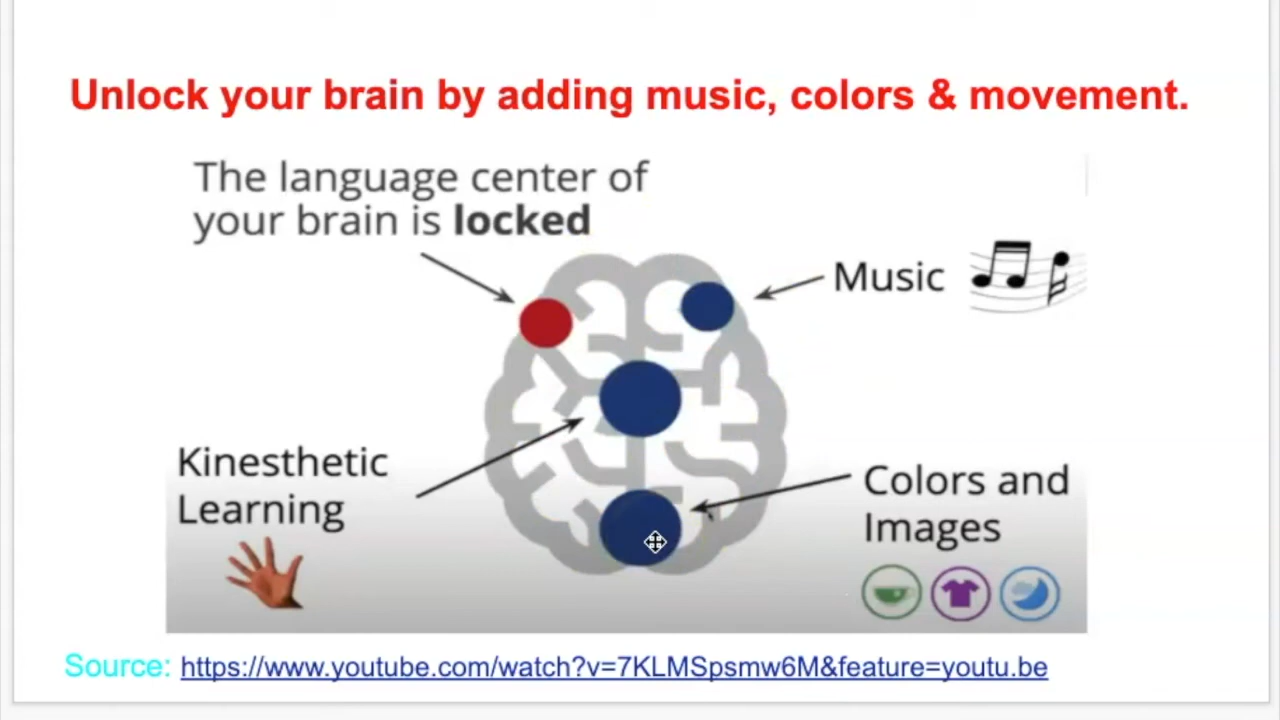 Unlock your brain by adding music, colors & movement.
The language center of
your brain is locked
Music
Kinesthetic
Learning
Colors and
Images
Source: https://www.youtube.com/watch?v=7KLMSpsmw6M&feature=youtu.be